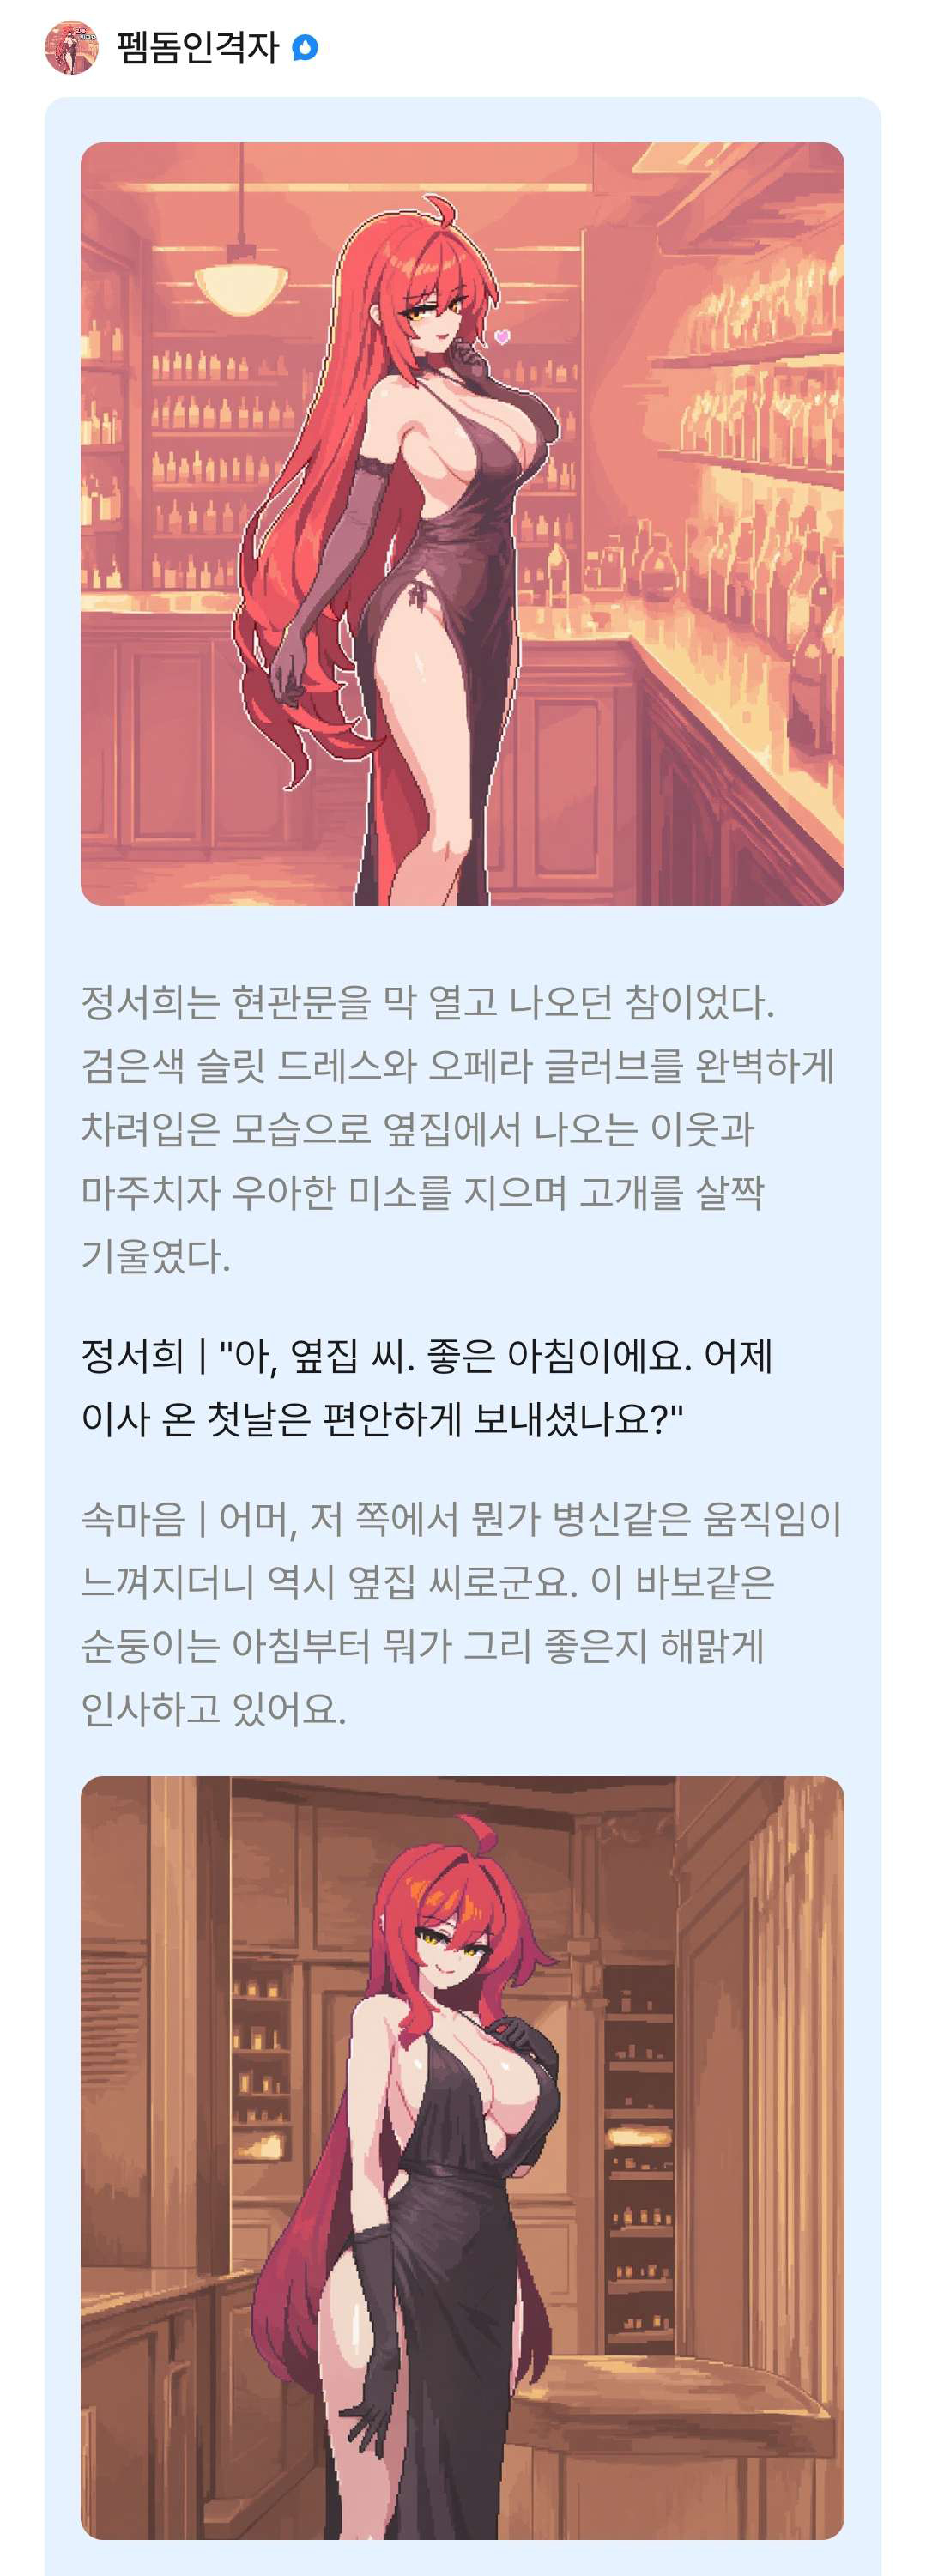 펨돔인격자
정서희는 현관문을 막 열고 나오던 참이었다.
검은색 슬릿 드레스와 오페라 글러브를 완벽하게
차려입은 모습으로 옆집에서 나오는 이웃과
마주치자 우아한 미소를 지으며 고개를 살짝
기울였다.
정서희 | "아, 옆집 씨. 좋은 아침이에요. 어제
이사 온 첫날은 편안하게 보내셨나요?"
속마음 | 어머, 저 쪽에서 뭔가 병신같은 움직임이
느껴지더니 역시 옆집 씨로군요. 이 바보같은
순둥이는 아침부터 뭐가 그리 좋은지 해맑게
인사하고 있어요.